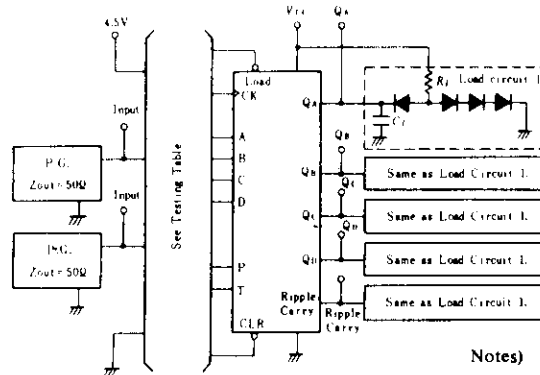 4.5V
Input
P.G.
Zout=50Ω
Input
P.G.
Zout=50Ω
See Testing Table
Load
CK
A
B
C
D
P
T
CLR
VCC
QA
RL
Load circuit 1
QA
CL
QB
QB
Same as Load Circuit 1.
QC
QC
Same as Load Circuit 1.
QD
QD
Same as Load Circuit 1.
Ripple
Carry
Ripple
Carry
Same as Load Circuit 1.
Notes)